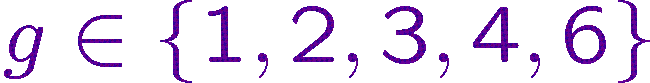 g ∈ {1, 2, 3, 4, 6}